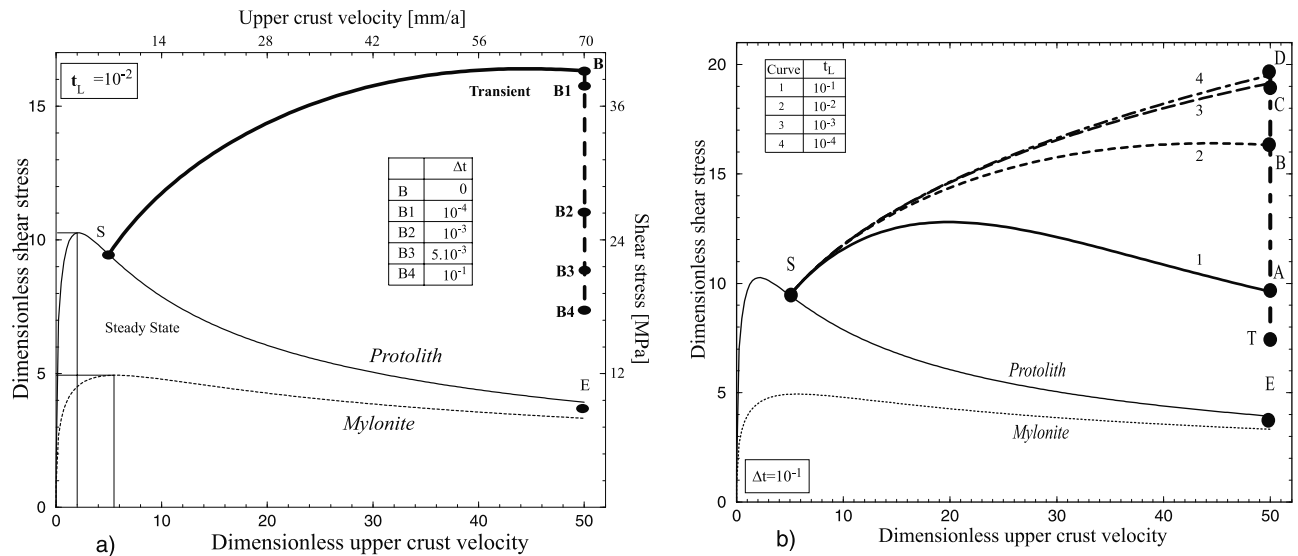 Upper crust velocity [mm/a]
14 28 42 56 70
t_L =10^-2
B
Transient
B1
15
36
Δt
B 0
B1 10^-4
B2 10^-3
B3 5.10^-3
B4 10^-1
B2
S
10
24
B3
B4
Steady State
Protolith
E
5
12
Mylonite
0
0 10 20 30 40 50
Dimensionless shear stress
Shear stress [MPa]
a)
Dimensionless upper crust velocity
20
D
Curve t_L
1 10^-1
2 10^-2
3 10^-3
4 10^-4
4
3
C
2
B
15
10
S
1
A
T
Protolith
E
5
Mylonite
Δt=10^-1
0
0 10 20 30 40 50
Dimensionless shear stress
Dimensionless upper crust velocity
b)